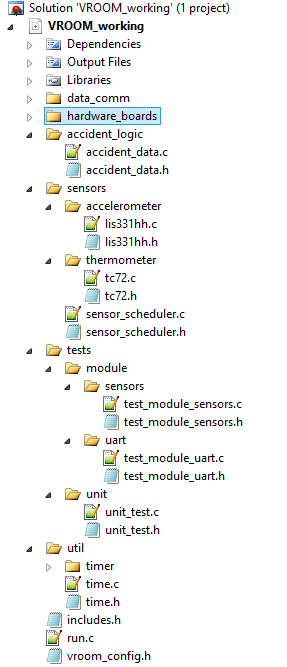 Solution 'VROOM_working' (1 project)
VROOM_working
Dependencies
Output Files
Libraries
data_comm
hardware_boards
accident_logic
accident_data.c
accident_data.h
sensors
accelerometer
lis331hh.c
lis331hh.h
thermometer
tc72.c
tc72.h
sensor_scheduler.c
sensor_scheduler.h
tests
module
sensors
test_module_sensors.c
test_module_sensors.h
uart
test_module_uart.c
test_module_uart.h
unit
unit_test.c
unit_test.h
util
timer
time.c
time.h
includes.h
run.c
vroom_config.h